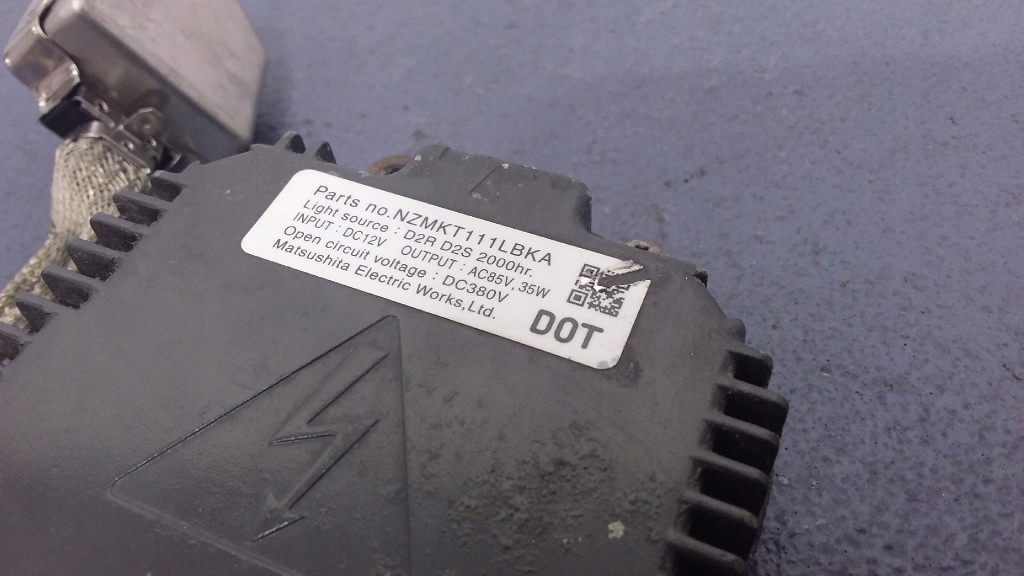 Parts no. NZMKT111LBKA
Light source : D2R D2S 2000hr.
INPUT : DC12V OUTPUT : AC85V, 35W
Open circuit voltage : DC380V
Matsushita Electric Works,Ltd.
DOT